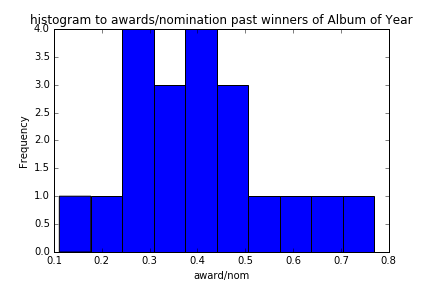 histogram to awards/nomination past winners of Album of Year
4.0
3.5
3.0
2.5
2.0
1.5
1.0
0.5
0.0
Frequency
0.1 0.2 0.3 0.4 0.5 0.6 0.7 0.8
award/nom